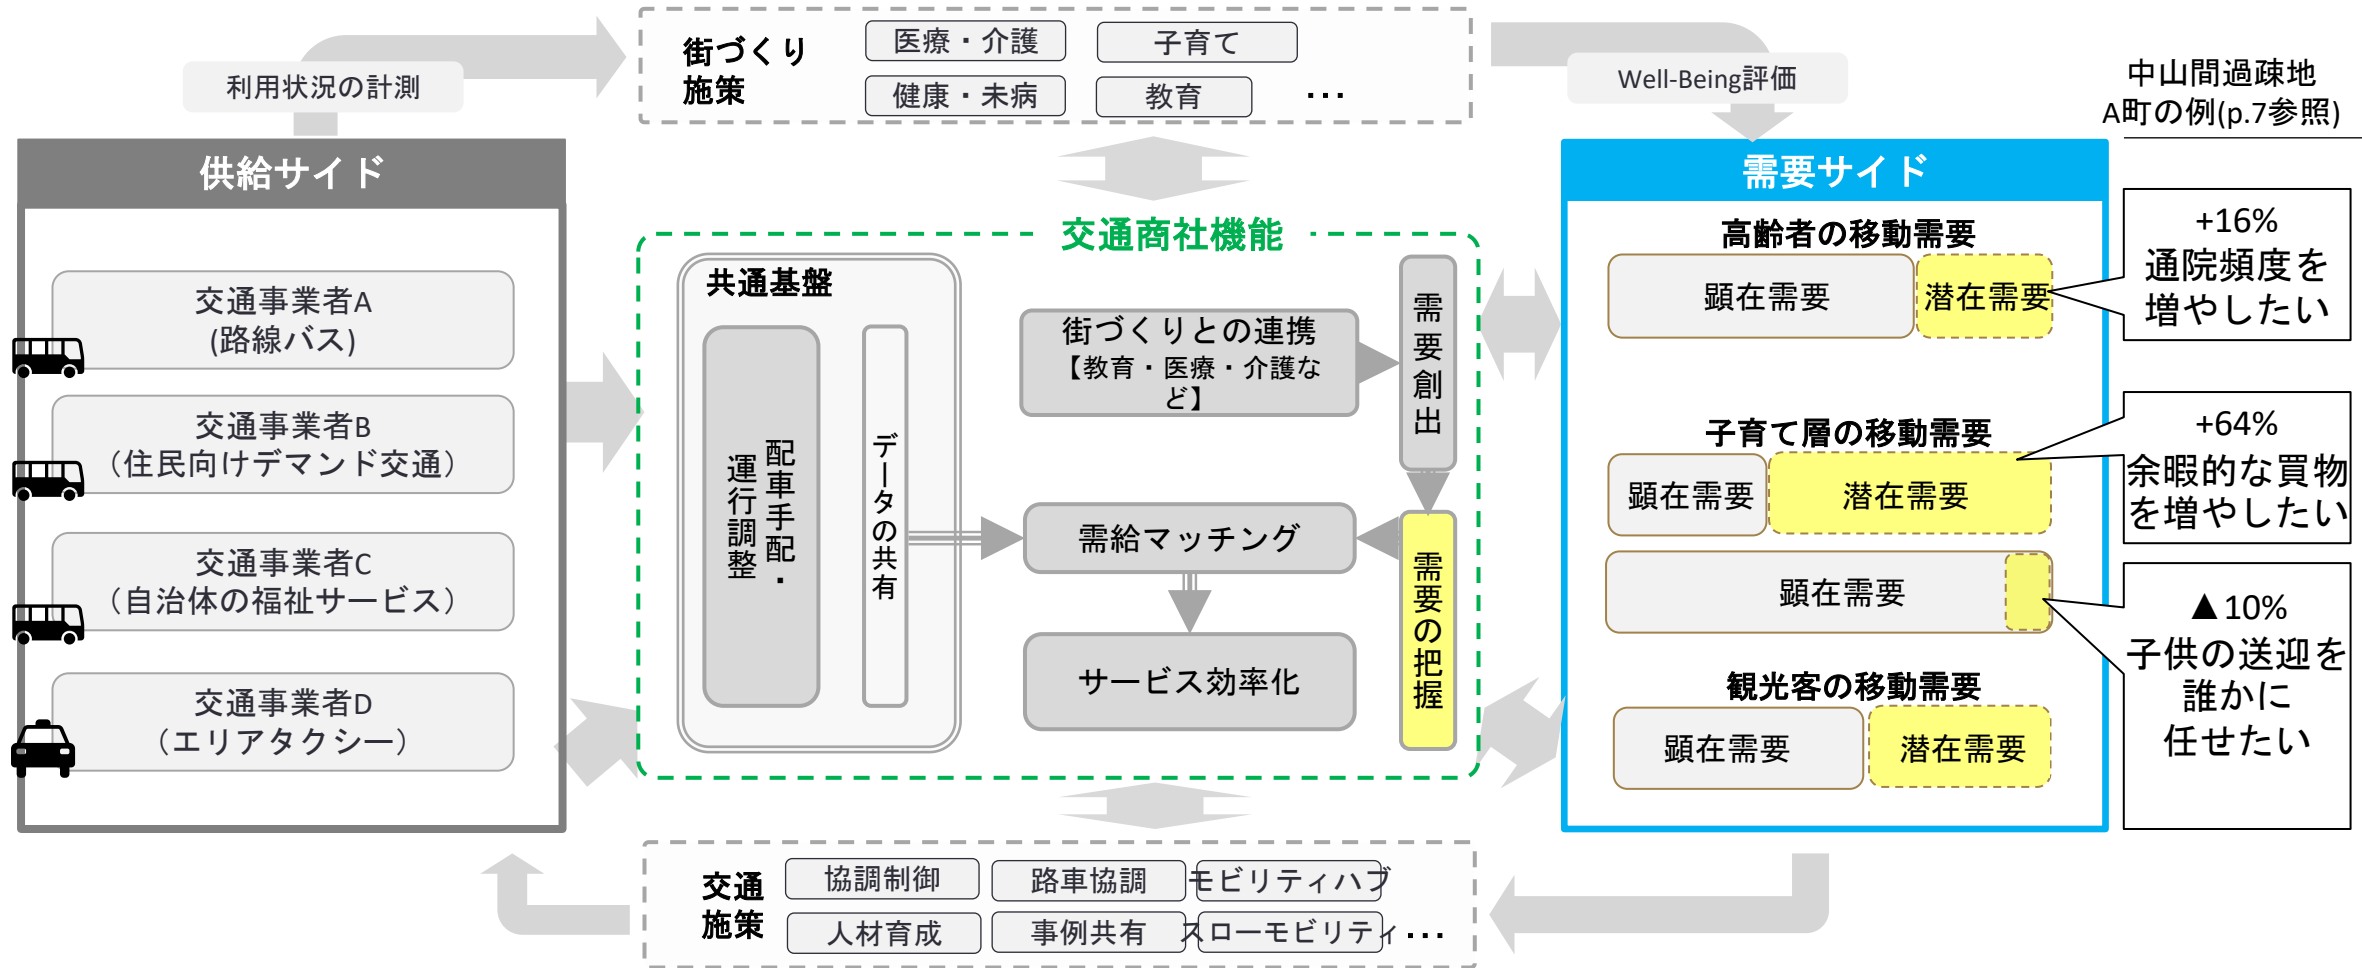 街づくり
施策
医療・介護
子育て
健康・未病
教育
…
利用状況の計測
Well-Being評価
中山間過疎地
A町の例(p.7参照)
供給サイド
交通事業者A
(路線バス)
交通事業者B
（住民向けデマンド交通）
交通事業者C
（自治体の福祉サービス）
交通事業者D
（エリアタクシー）
交通商社機能
共通基盤
配車手配・
運行調整
データの共有
街づくりとの連携
【教育・医療・介護な
ど】
需要創出
需給マッチング
サービス効率化
需要の把握
需要サイド
高齢者の移動需要
顕在需要
潜在需要
子育て層の移動需要
顕在需要
潜在需要
顕在需要
観光客の移動需要
顕在需要
潜在需要
+16%
通院頻度を
増やしたい
+64%
余暇的な買物
を増やしたい
▲10%
子供の送迎を
誰かに
任せたい
交通
施策
協調制御
路車協調
モビリティハブ
人材育成
事例共有
スローモビリティ
…